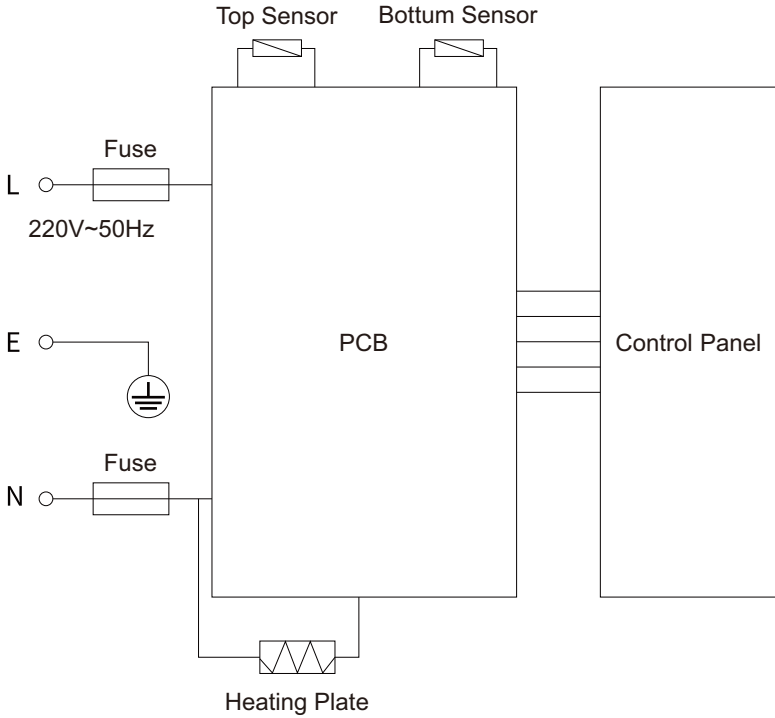 Top Sensor
Bottum Sensor
Fuse
L
220V~50Hz
E
PCB
Control Panel
Fuse
N
Heating Plate